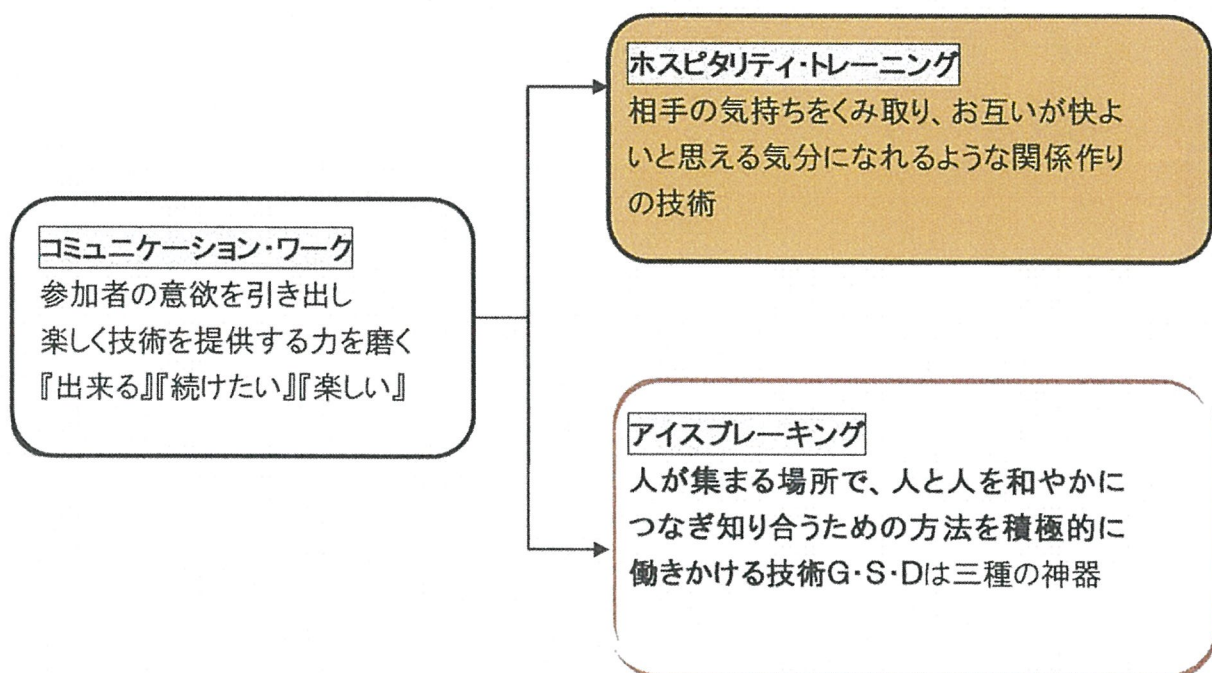 ホスピタリティ・トレーニング
相手の気持ちをくみ取り、お互いが快よ
いと思える気分になれるような関係作り
の技術
コミュニケーション・ワーク
参加者の意欲を引き出し
楽しく技術を提供する力を磨く
『出来る』『続けたい』『楽しい』
アイスブレーキング
人が集まる場所で、人と人を和やかに
つなぎ知り合うための方法を積極的に
働きかける技術G・S・Dは三種の神器